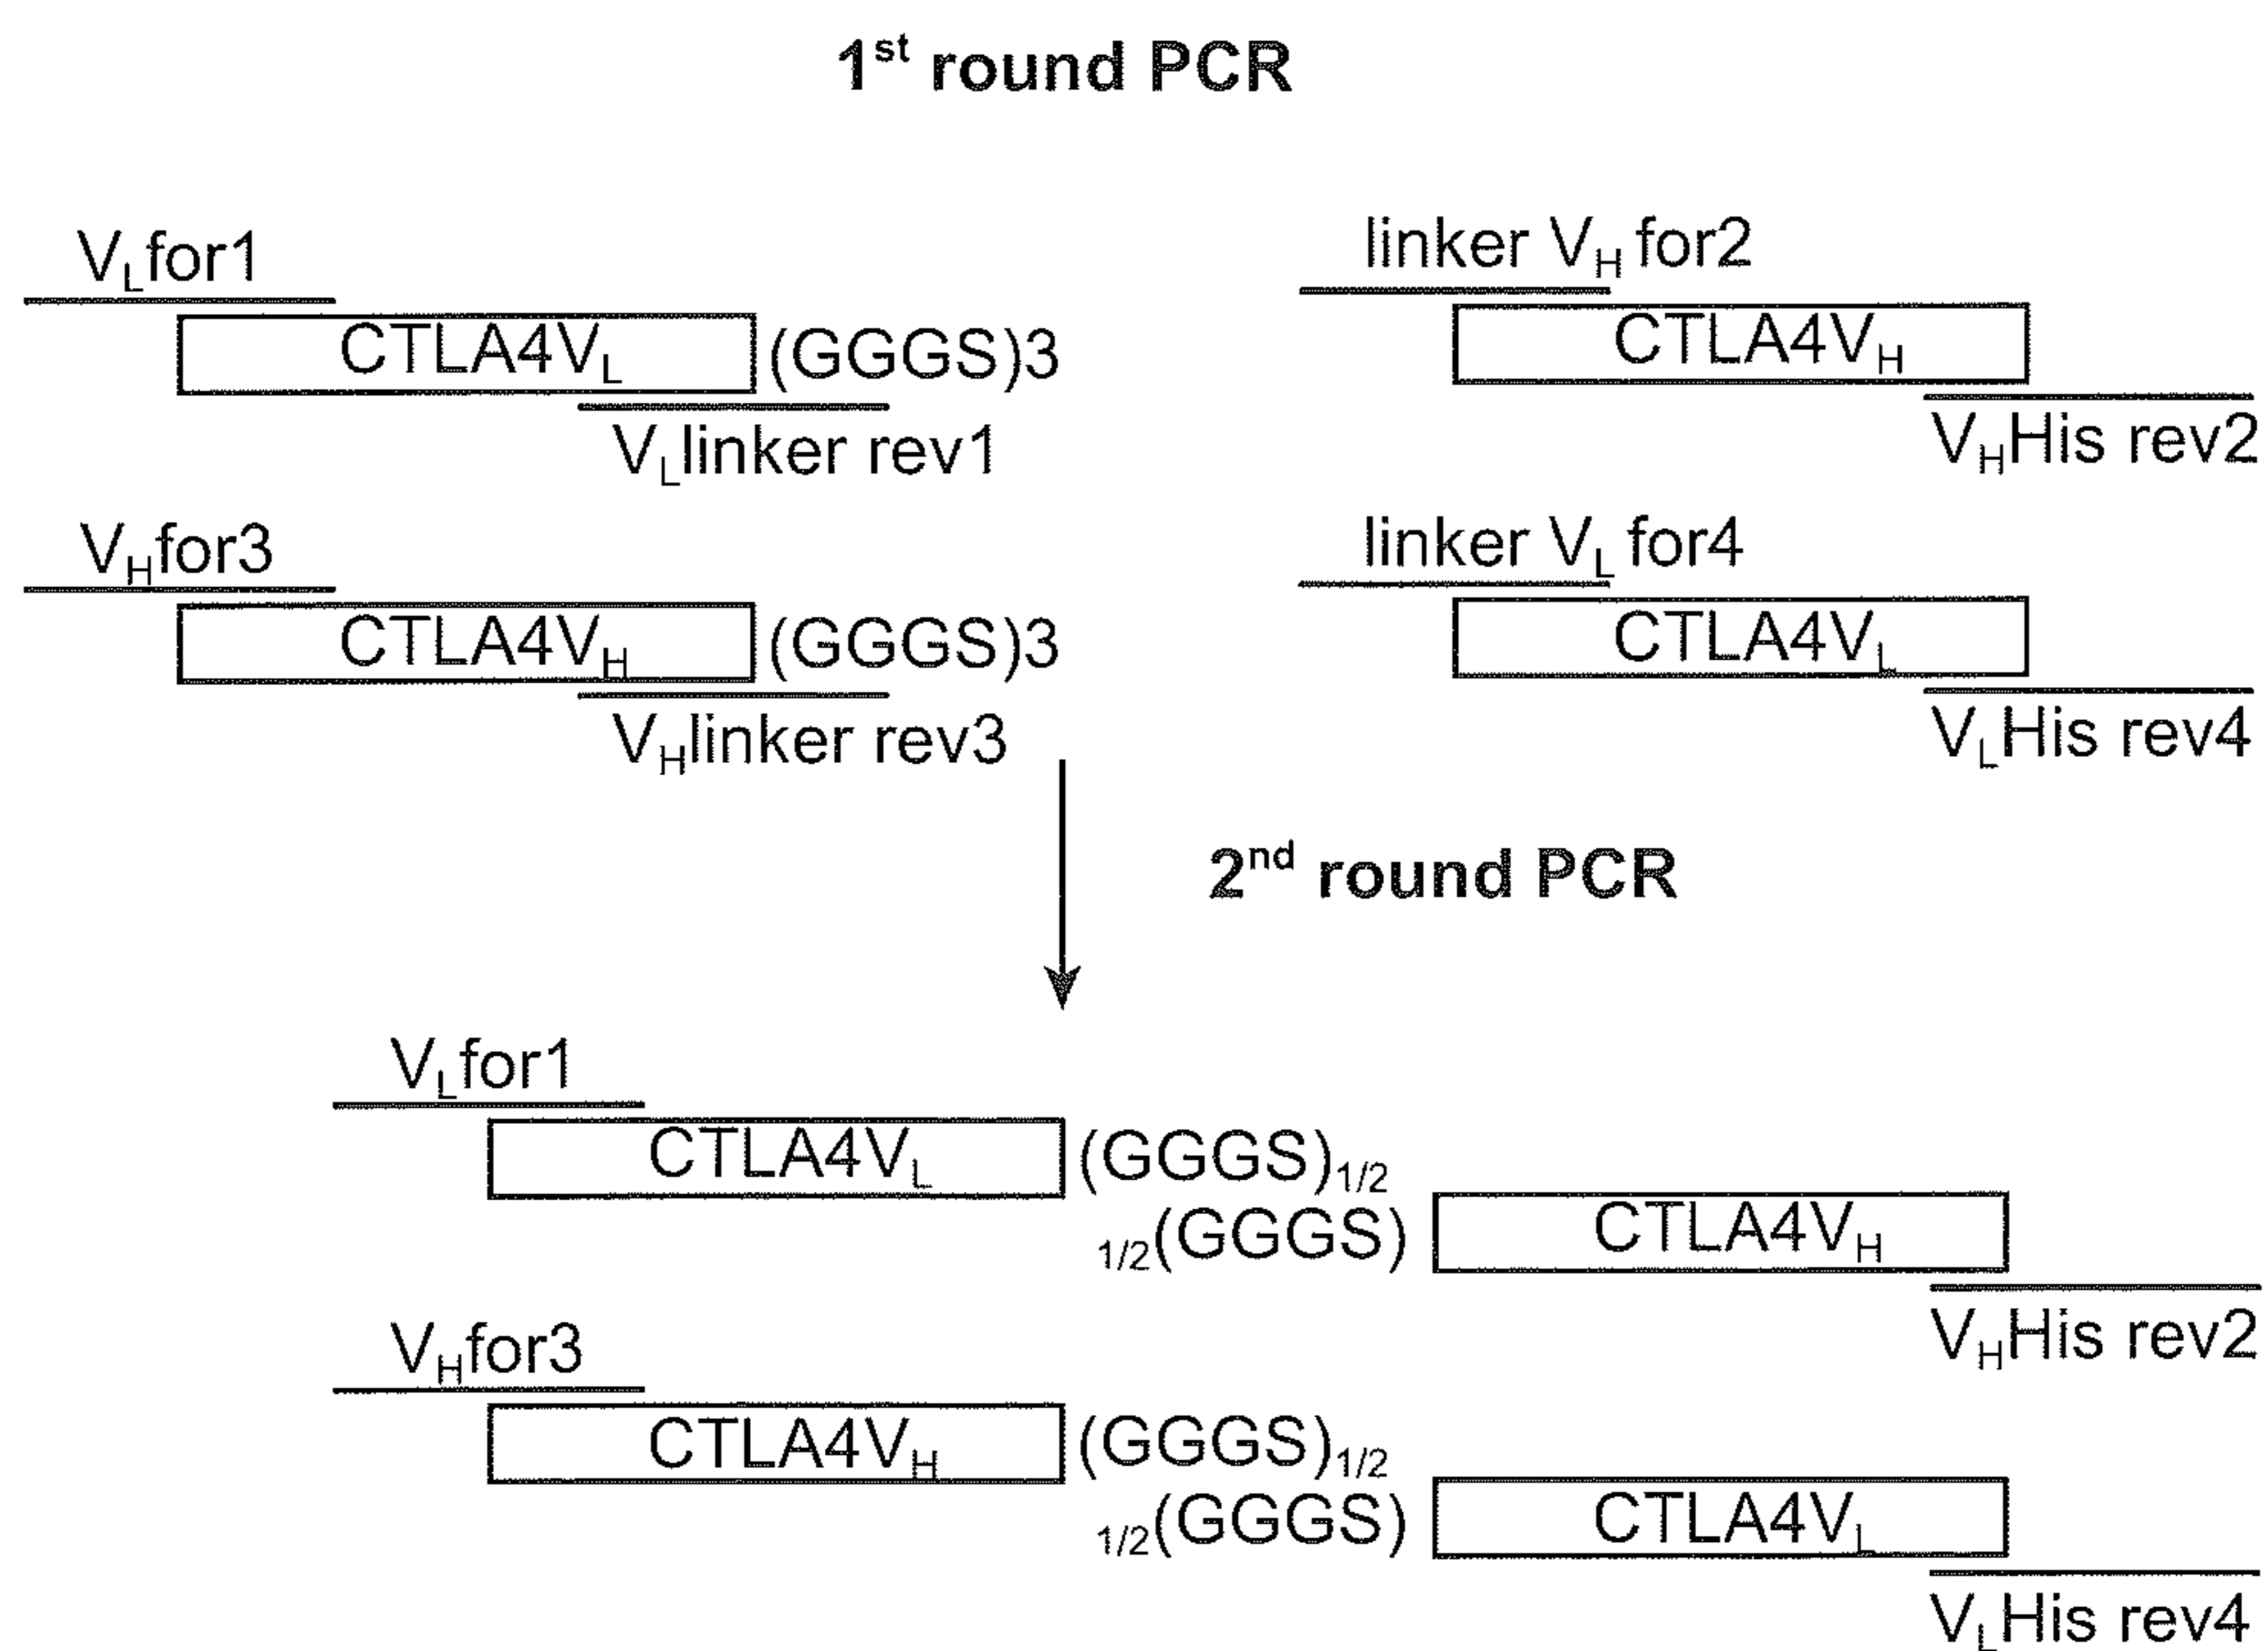 1st round PCR
VLfor1
linker VH for2
CTLA4VL (GGGS)3
CTLA4VH
VLlinker rev1
VHHis rev2
VHfor3
linker VL for4
CTLA4VH (GGGS)3
CTLA4VL
VHlinker rev3
VLHis rev4
2nd round PCR
VLfor1
CTLA4VL (GGGS)1/2
1/2(GGGS) CTLA4VH
VHHis rev2
VHfor3
CTLA4VH (GGGS)1/2
1/2(GGGS) CTLA4VL
VLHis rev4